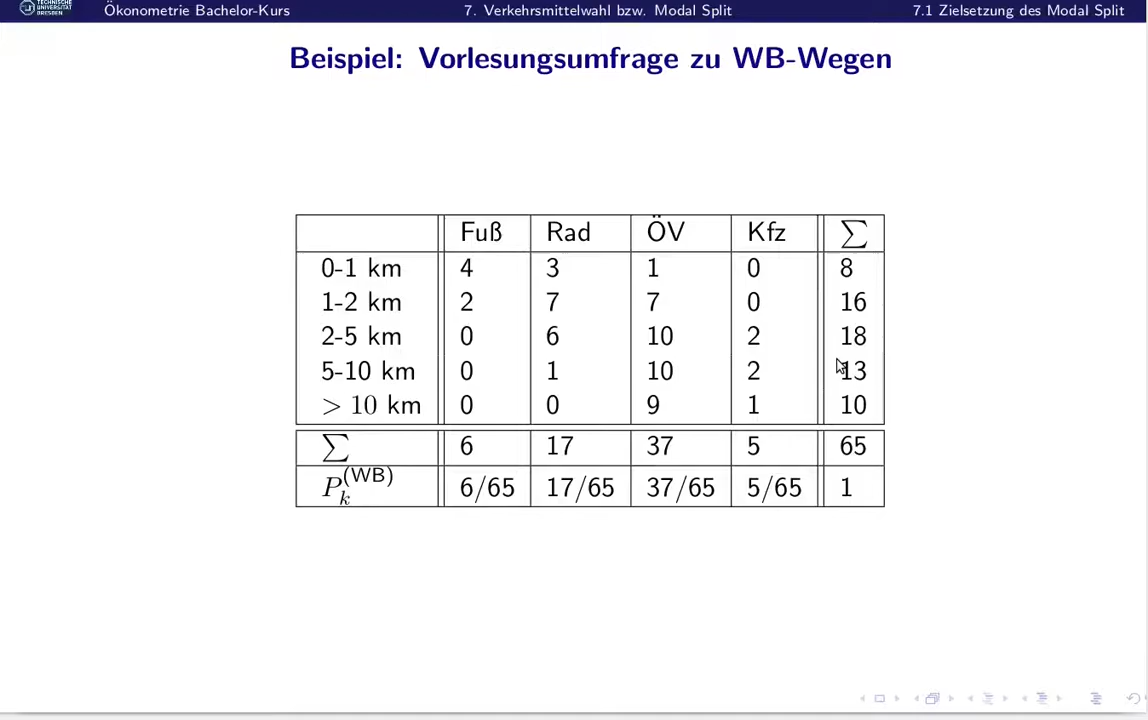 TECHNISCHE
UNIVERSITÄT
DRESDEN
Ökonometrie Bachelor-Kurs 7. Verkehrsmittelwahl bzw. Modal Split 7.1 Zielsetzung des Modal Split
Beispiel: Vorlesungsumfrage zu WB-Wegen
Fuß Rad ÖV Kfz ∑
0-1 km 4 3 1 0 8
1-2 km 2 7 7 0 16
2-5 km 0 6 10 2 18
5-10 km 0 1 10 2 13
> 10 km 0 0 9 1 10
∑ 6 17 37 5 65
P_k^(WB) 6/65 17/65 37/65 5/65 1